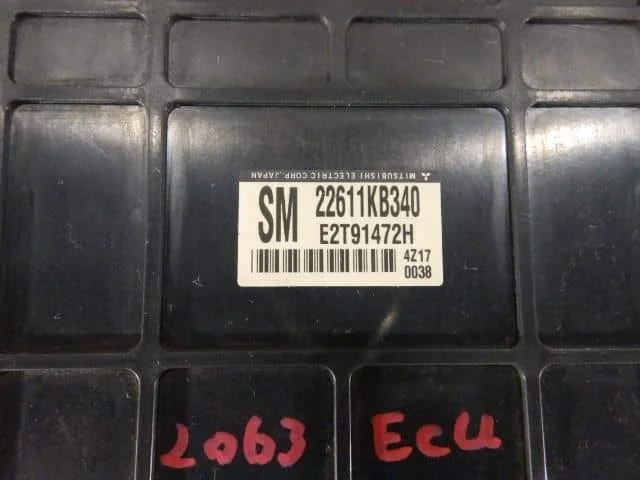 MITSUBISHI ELECTRIC CORP. JAPAN
SM 22611KB340
E2T91472H
4Z17
0038
2063 ECU